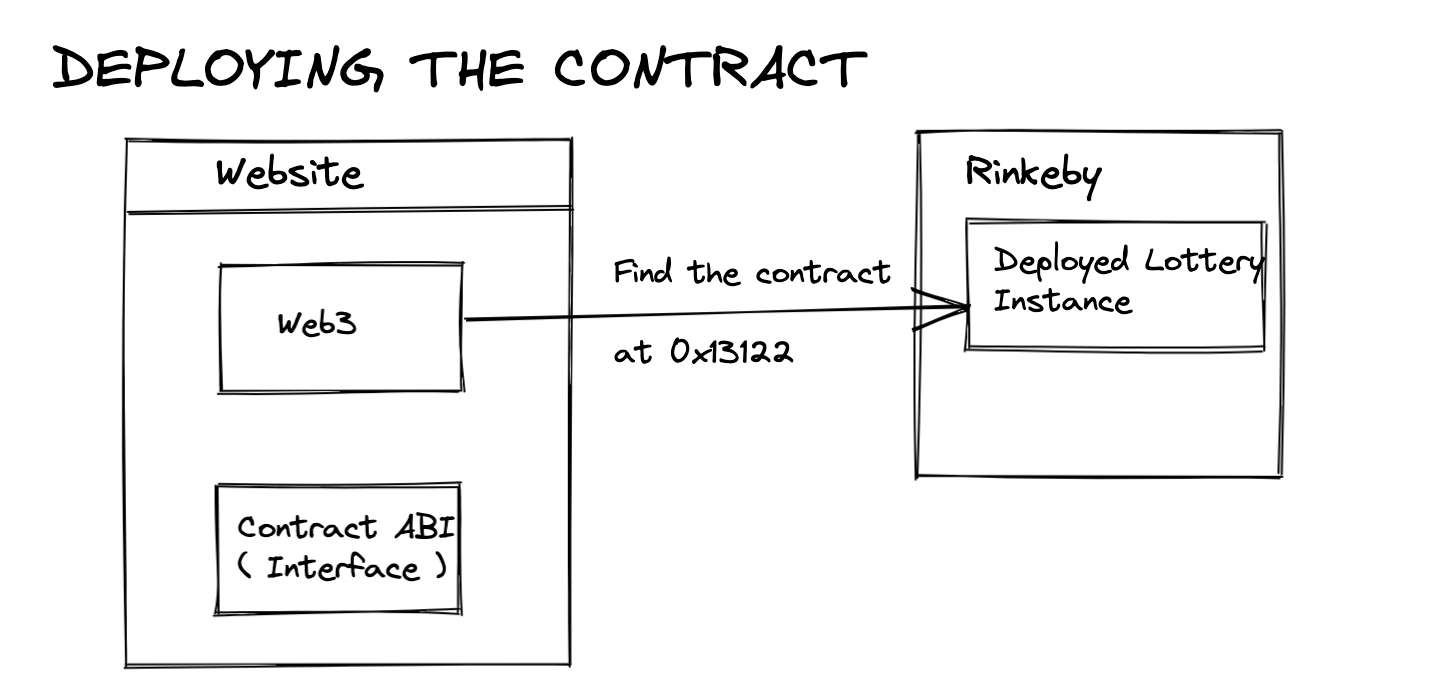 DEPLOYING THE CONTRACT
Website
Rinkeby
Web3
Find the contract
at 0x13122
Deployed Lottery
Instance
Contract ABI
( Interface )